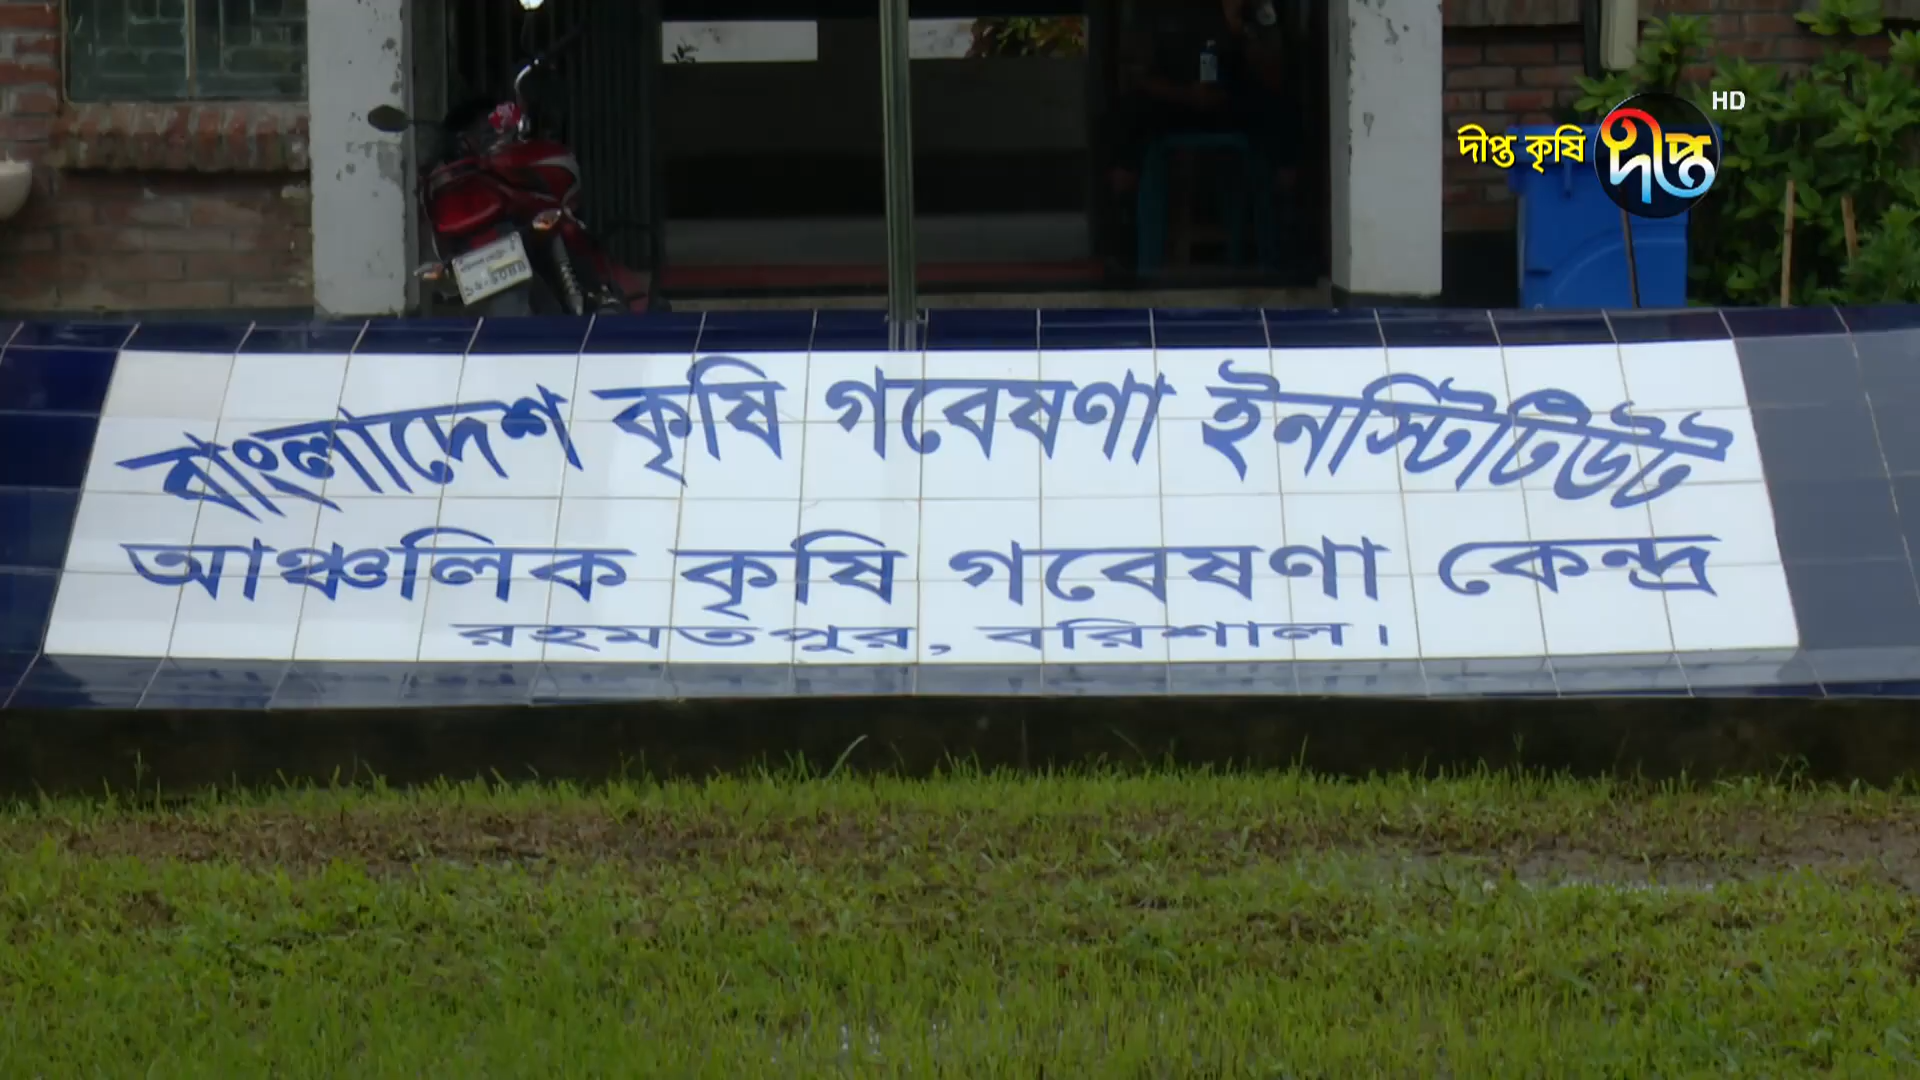 HD
দীপ্ত কৃষি দীপ্ত
বাংলাদেশ কৃষি গবেষণা ইনস্টিটিউট
আঞ্চলিক কৃষি গবেষণা কেন্দ্র
রহমতপুর, বরিশাল।